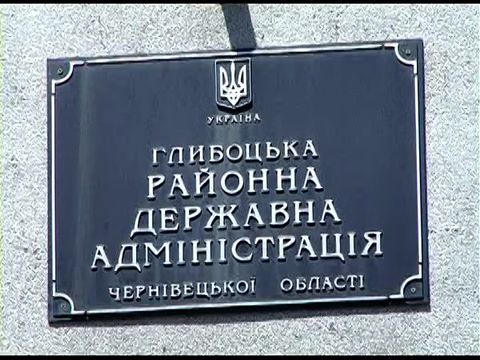 УКРАЇНА
ГЛИБОЦЬКА
РАЙОННА
ДЕРЖАВНА
АДМІНІСТРАЦІЯ
ЧЕРНІВЕЦЬКОЇ ОБЛАСТІ